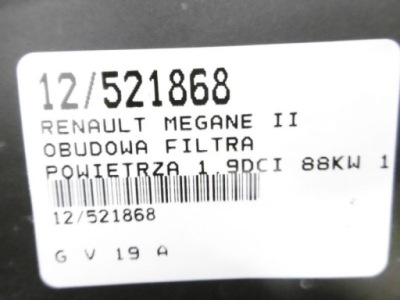 12/521868
RENAULT MEGANE II
OBUDOWA FILTRA
POWIETRZA 1.9DCI 88KW 1
12/521868
G V 19 A